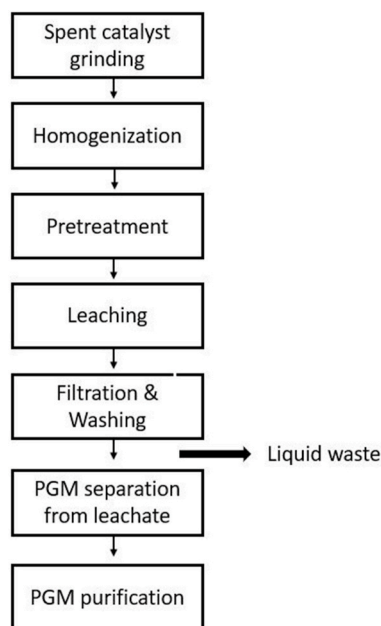 Spent catalyst
grinding
Homogenization
Pretreatment
Leaching
Filtration &
Washing
Liquid waste
PGM separation
from leachate
PGM purification